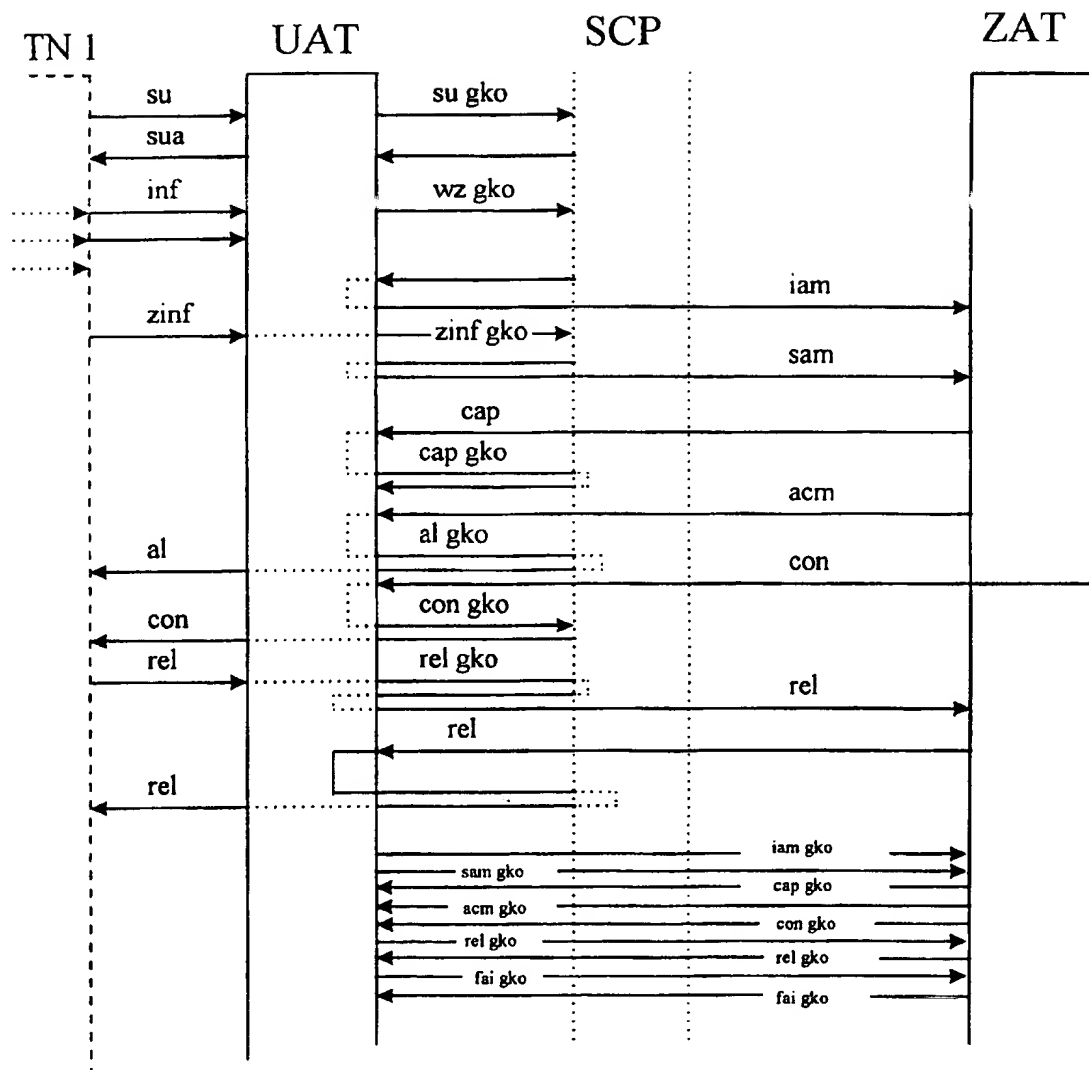 TN 1 UAT SCP ZAT
su su gko
sua
inf wz gko
iam
zinf zinf gko
sam
cap
cap gko
acm
al gko
al con
con gko
con
rel rel gko
rel
rel
rel
iam gko
sam gko cap gko
acm gko con gko
rel gko rel gko
fai gko fai gko